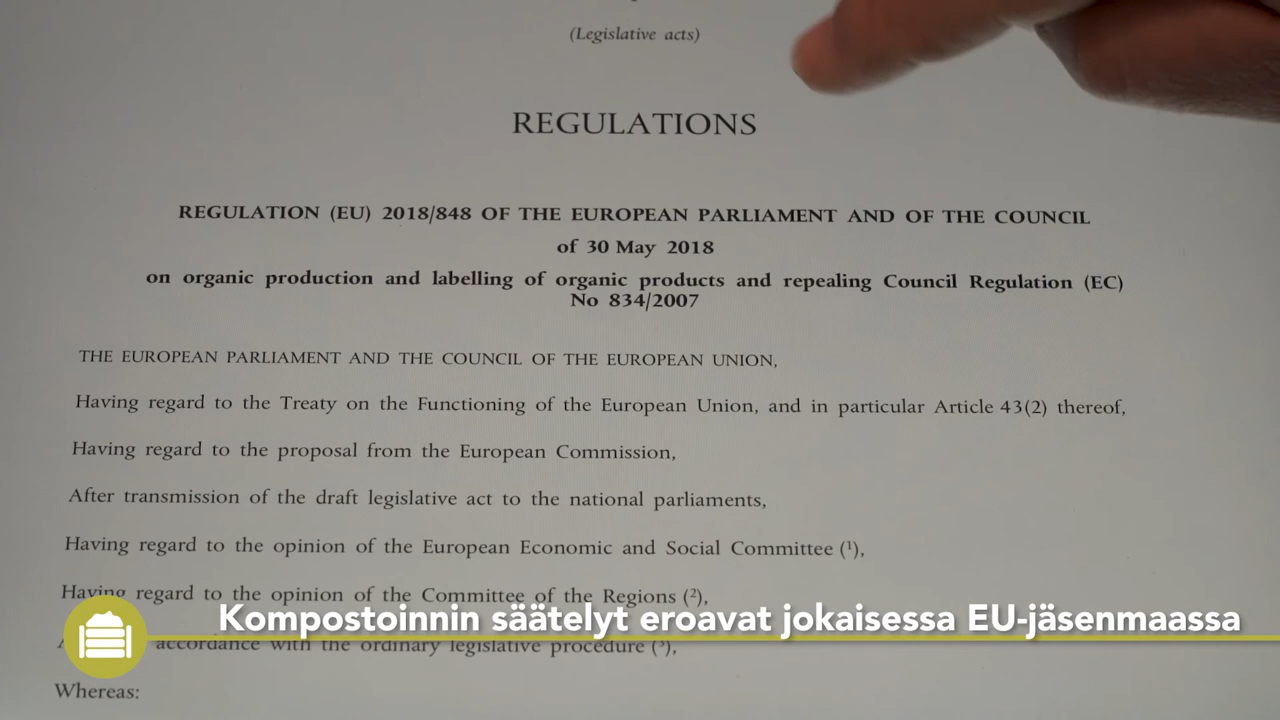 (Legislative acts)
REGULATIONS
REGULATION (EU) 2018/848 OF THE EUROPEAN PARLIAMENT AND OF THE COUNCIL
of 30 May 2018
on organic production and labelling of organic products and repealing Council Regulation (EC)
No 834/2007
THE EUROPEAN PARLIAMENT AND THE COUNCIL OF THE EUROPEAN UNION,
Having regard to the Treaty on the Functioning of the European Union, and in particular Article 43(2) thereof,
Having regard to the proposal from the European Commission,
After transmission of the draft legislative act to the national parliaments,
Having regard to the opinion of the European Economic and Social Committee (¹),
Having regard to the opinion of the Committee of the Regions (²),
Kompostoinnin säätelyt eroavat jokaisessa EU-jäsenmaassa
accordance with the ordinary legislative procedure (³),
Whereas: